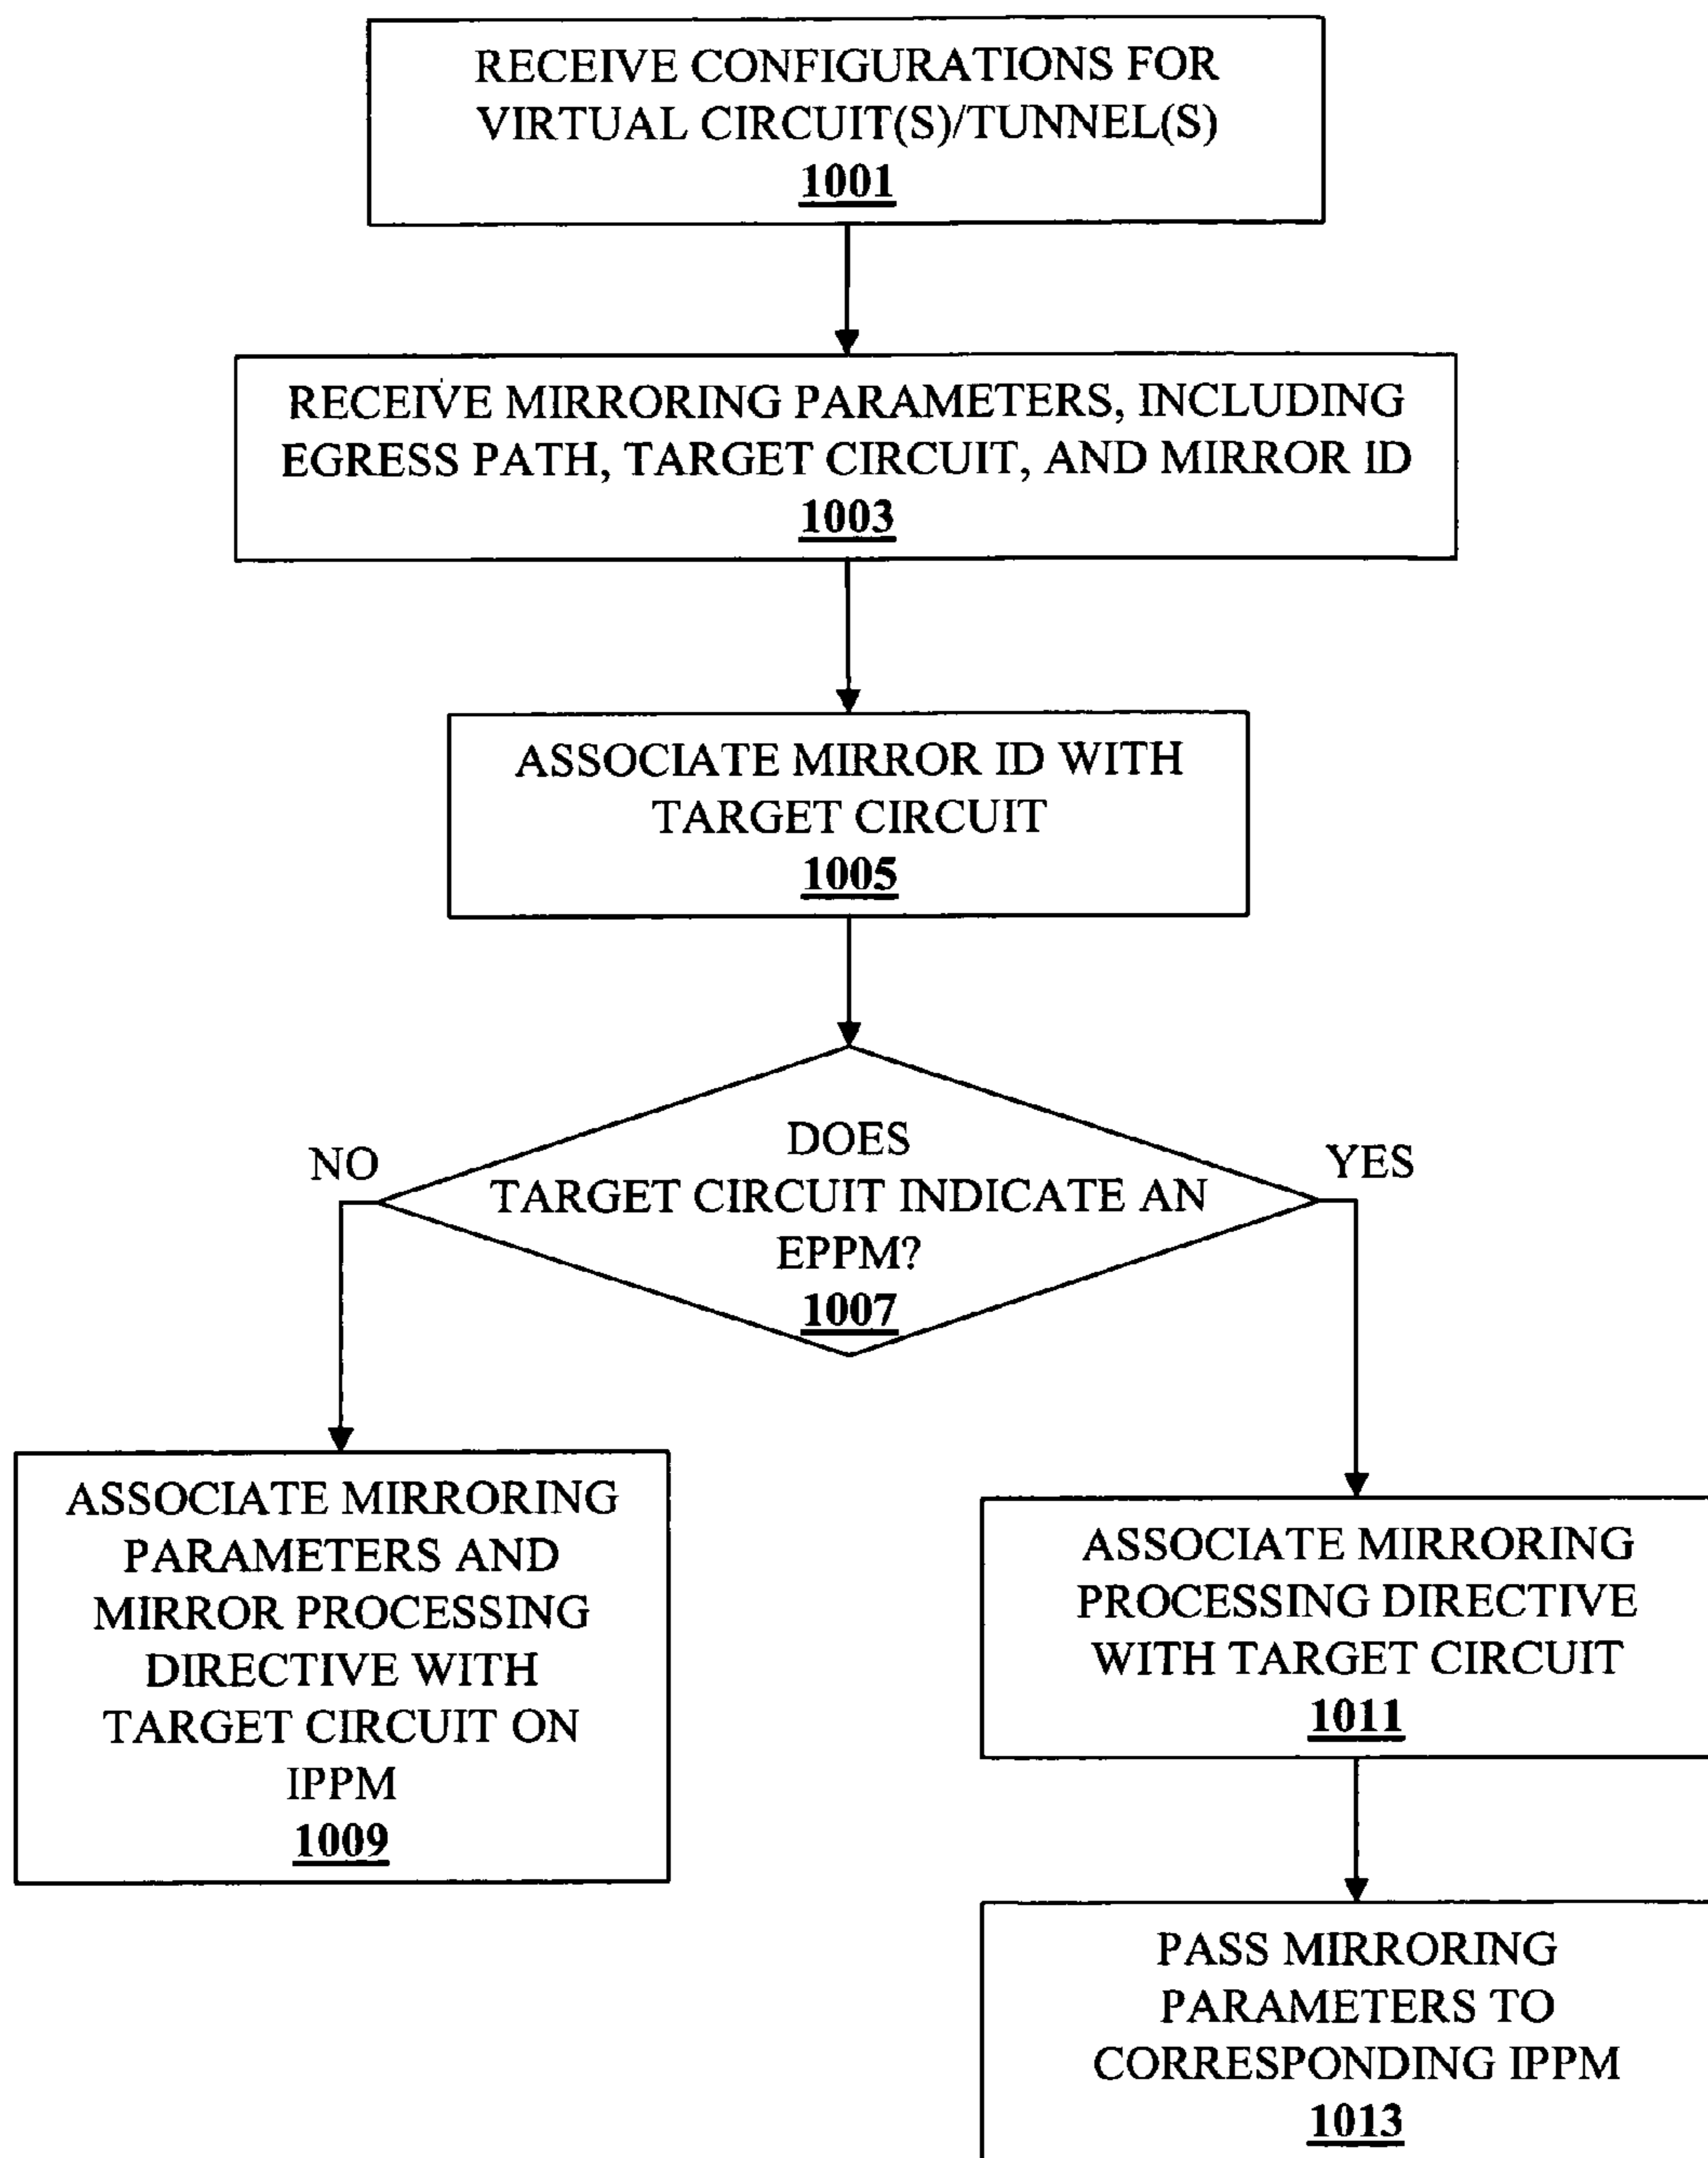 RECEIVE CONFIGURATIONS FOR
VIRTUAL CIRCUIT(S)/TUNNEL(S)
1001
RECEIVE MIRRORING PARAMETERS, INCLUDING
EGRESS PATH, TARGET CIRCUIT, AND MIRROR ID
1003
ASSOCIATE MIRROR ID WITH
TARGET CIRCUIT
1005
DOES
TARGET CIRCUIT INDICATE AN
EPPM?
1007
NO
YES
ASSOCIATE MIRRORING
PARAMETERS AND
MIRROR PROCESSING
DIRECTIVE WITH
TARGET CIRCUIT ON
IPPM
1009
ASSOCIATE MIRRORING
PROCESSING DIRECTIVE
WITH TARGET CIRCUIT
1011
PASS MIRRORING
PARAMETERS TO
CORRESPONDING IPPM
1013